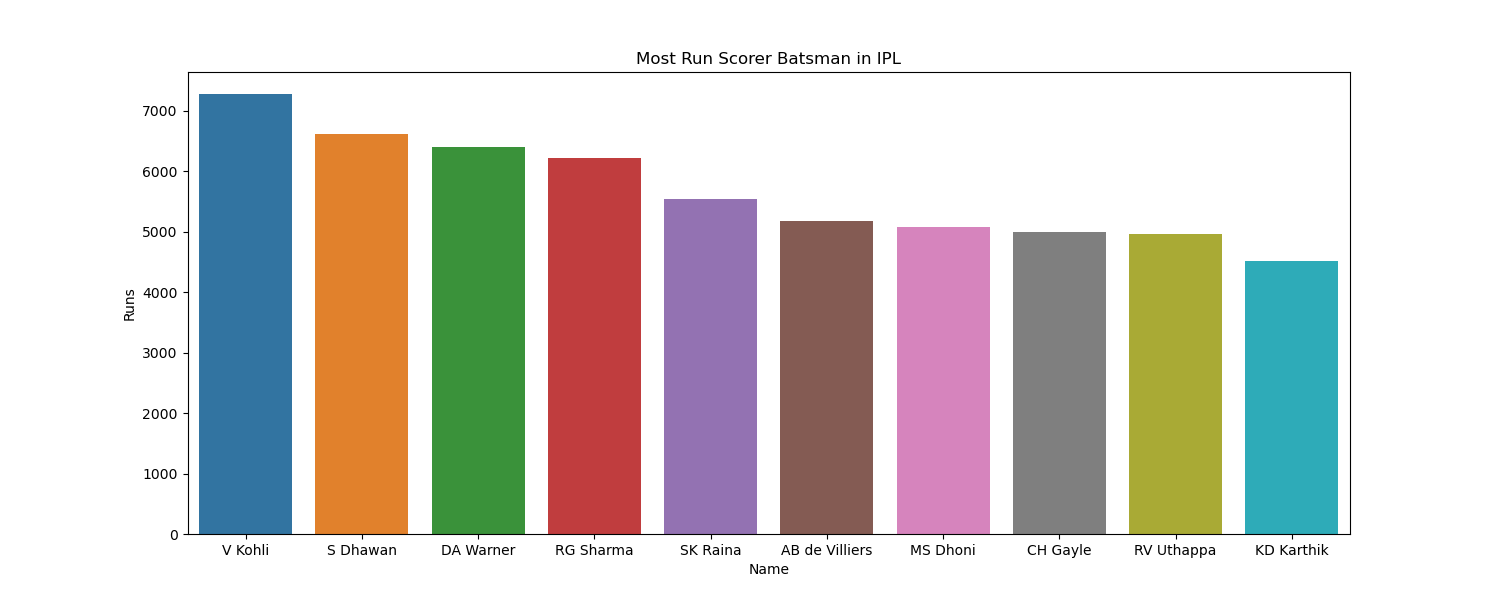 Most Run Scorer Batsman in IPL
Runs
7000
6000
5000
4000
3000
2000
1000
0
V Kohli S Dhawan DA Warner RG Sharma SK Raina AB de Villiers MS Dhoni CH Gayle RV Uthappa KD Karthik
Name